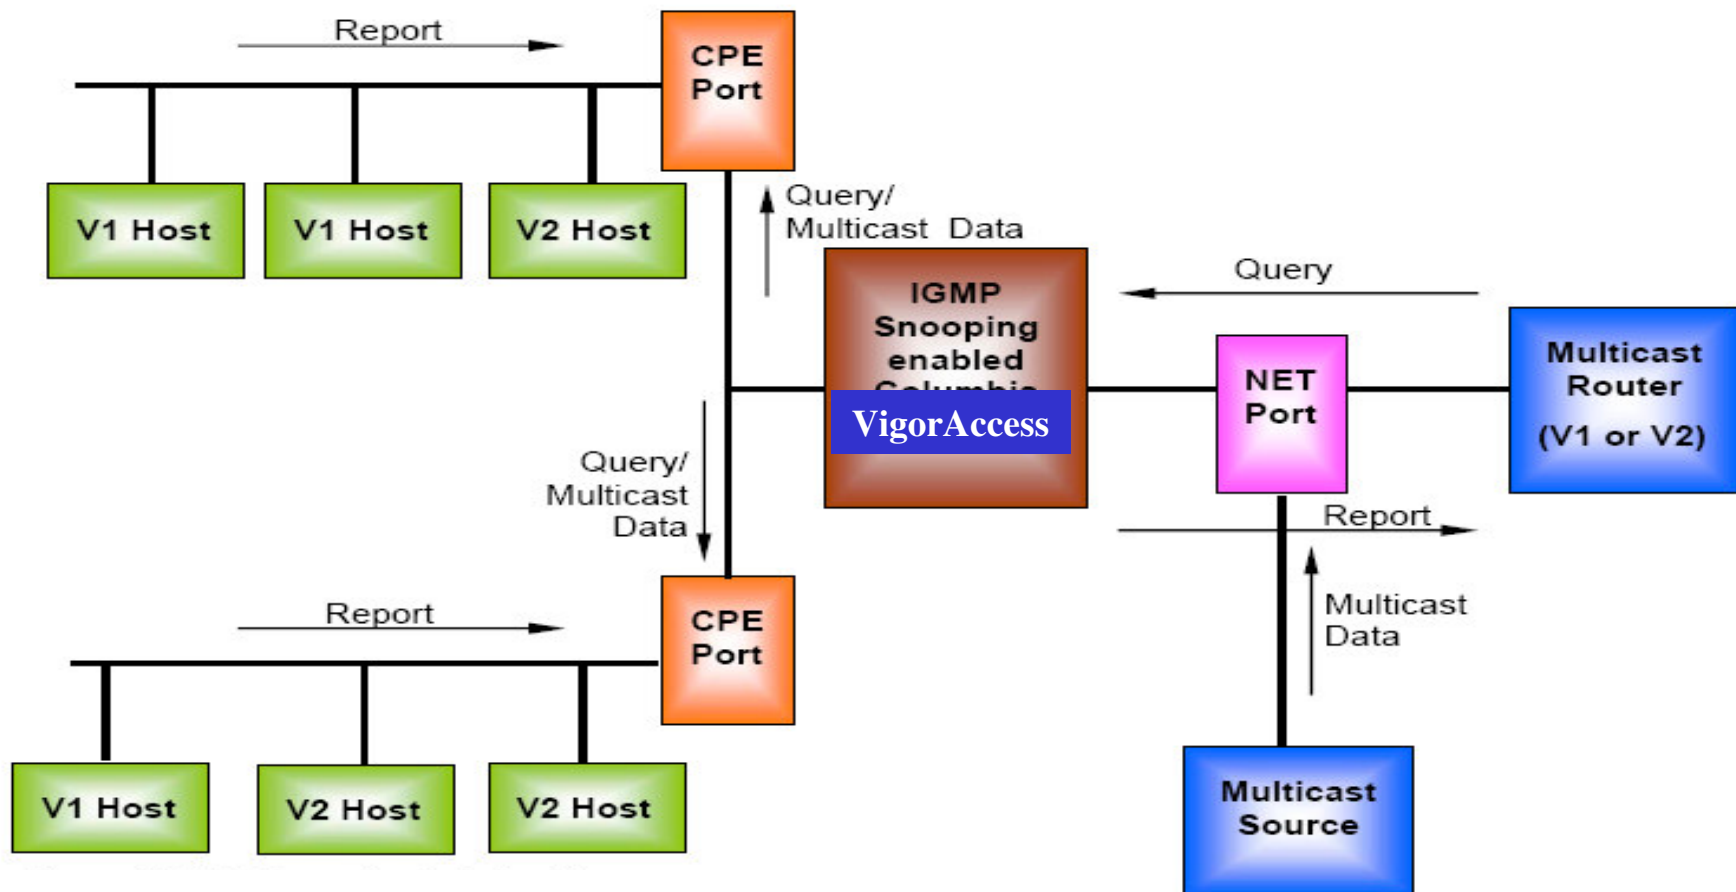 Report
CPE
Port
V1 Host
V1 Host
V2 Host
Query/
Multicast Data
IGMP
Snooping
enabled
VigorAccess
Query
NET
Port
Multicast
Router
(V1 or V2)
Query/
Multicast
Data
Report
Multicast
Data
Report
CPE
Port
V1 Host
V2 Host
V2 Host
Multicast
Source